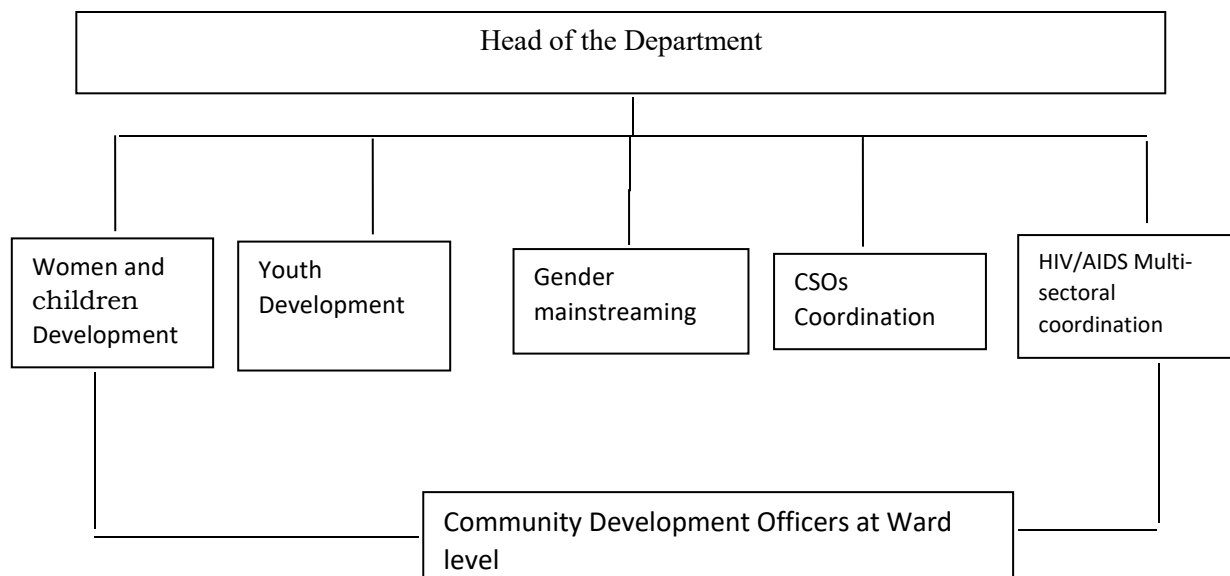 Head of the Department
Women and
children
Development
Youth
Development
Gender
mainstreaming
CSOs
Coordination
HIV/AIDS Multi-
sectoral
coordination
Community Development Officers at Ward
level